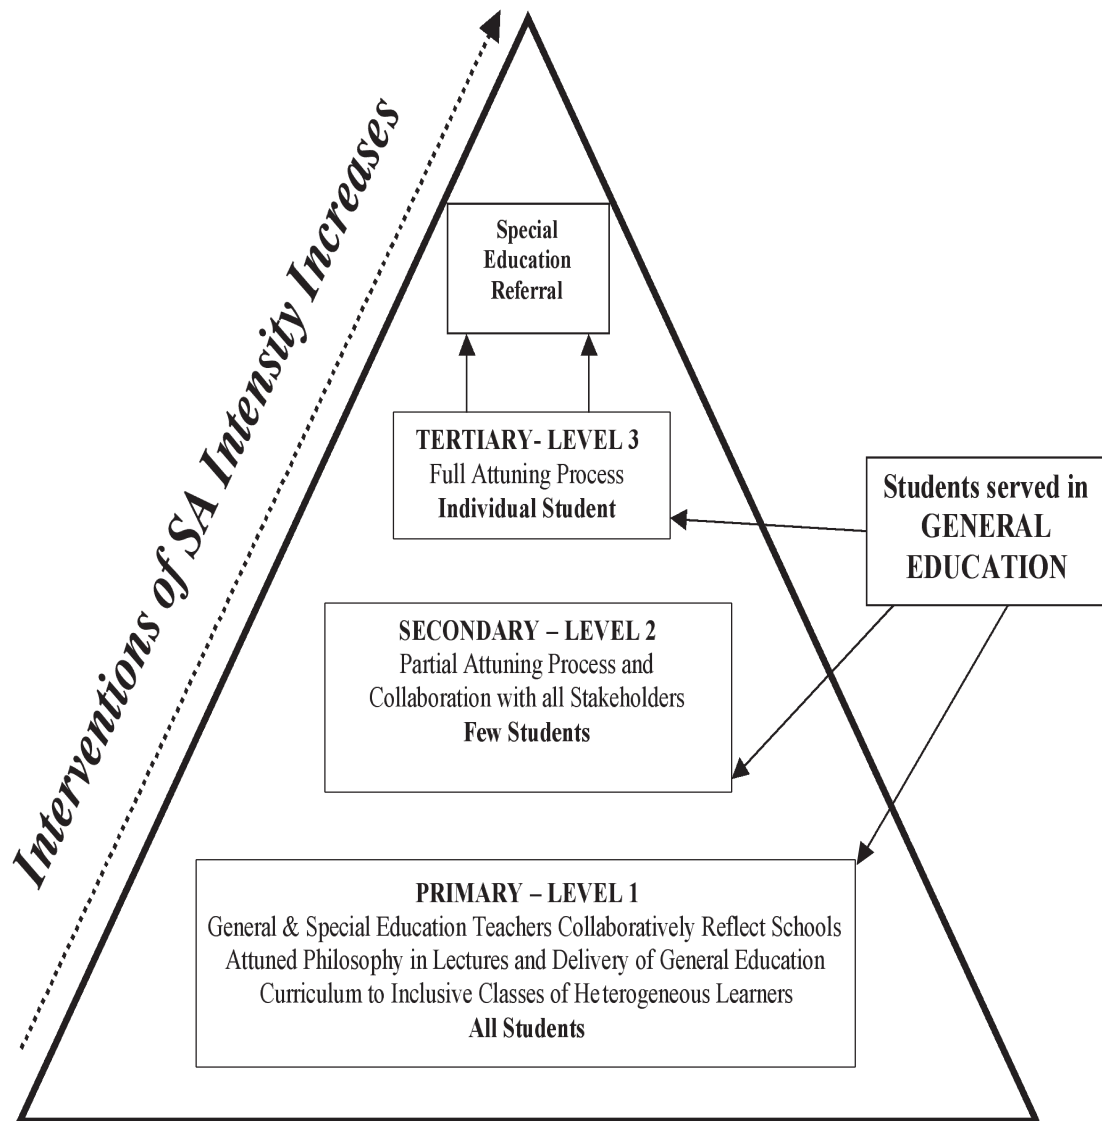 Interventions of SA Intensity Increases
Special
Education
Referral
TERTIARY- LEVEL 3
Full Attuning Process
Individual Student
Students served in
GENERAL
EDUCATION
SECONDARY – LEVEL 2
Partial Attuning Process and
Collaboration with all Stakeholders
Few Students
PRIMARY – LEVEL 1
General & Special Education Teachers Collaboratively Reflect Schools
Attuned Philosophy in Lectures and Delivery of General Education
Curriculum to Inclusive Classes of Heterogeneous Learners
All Students